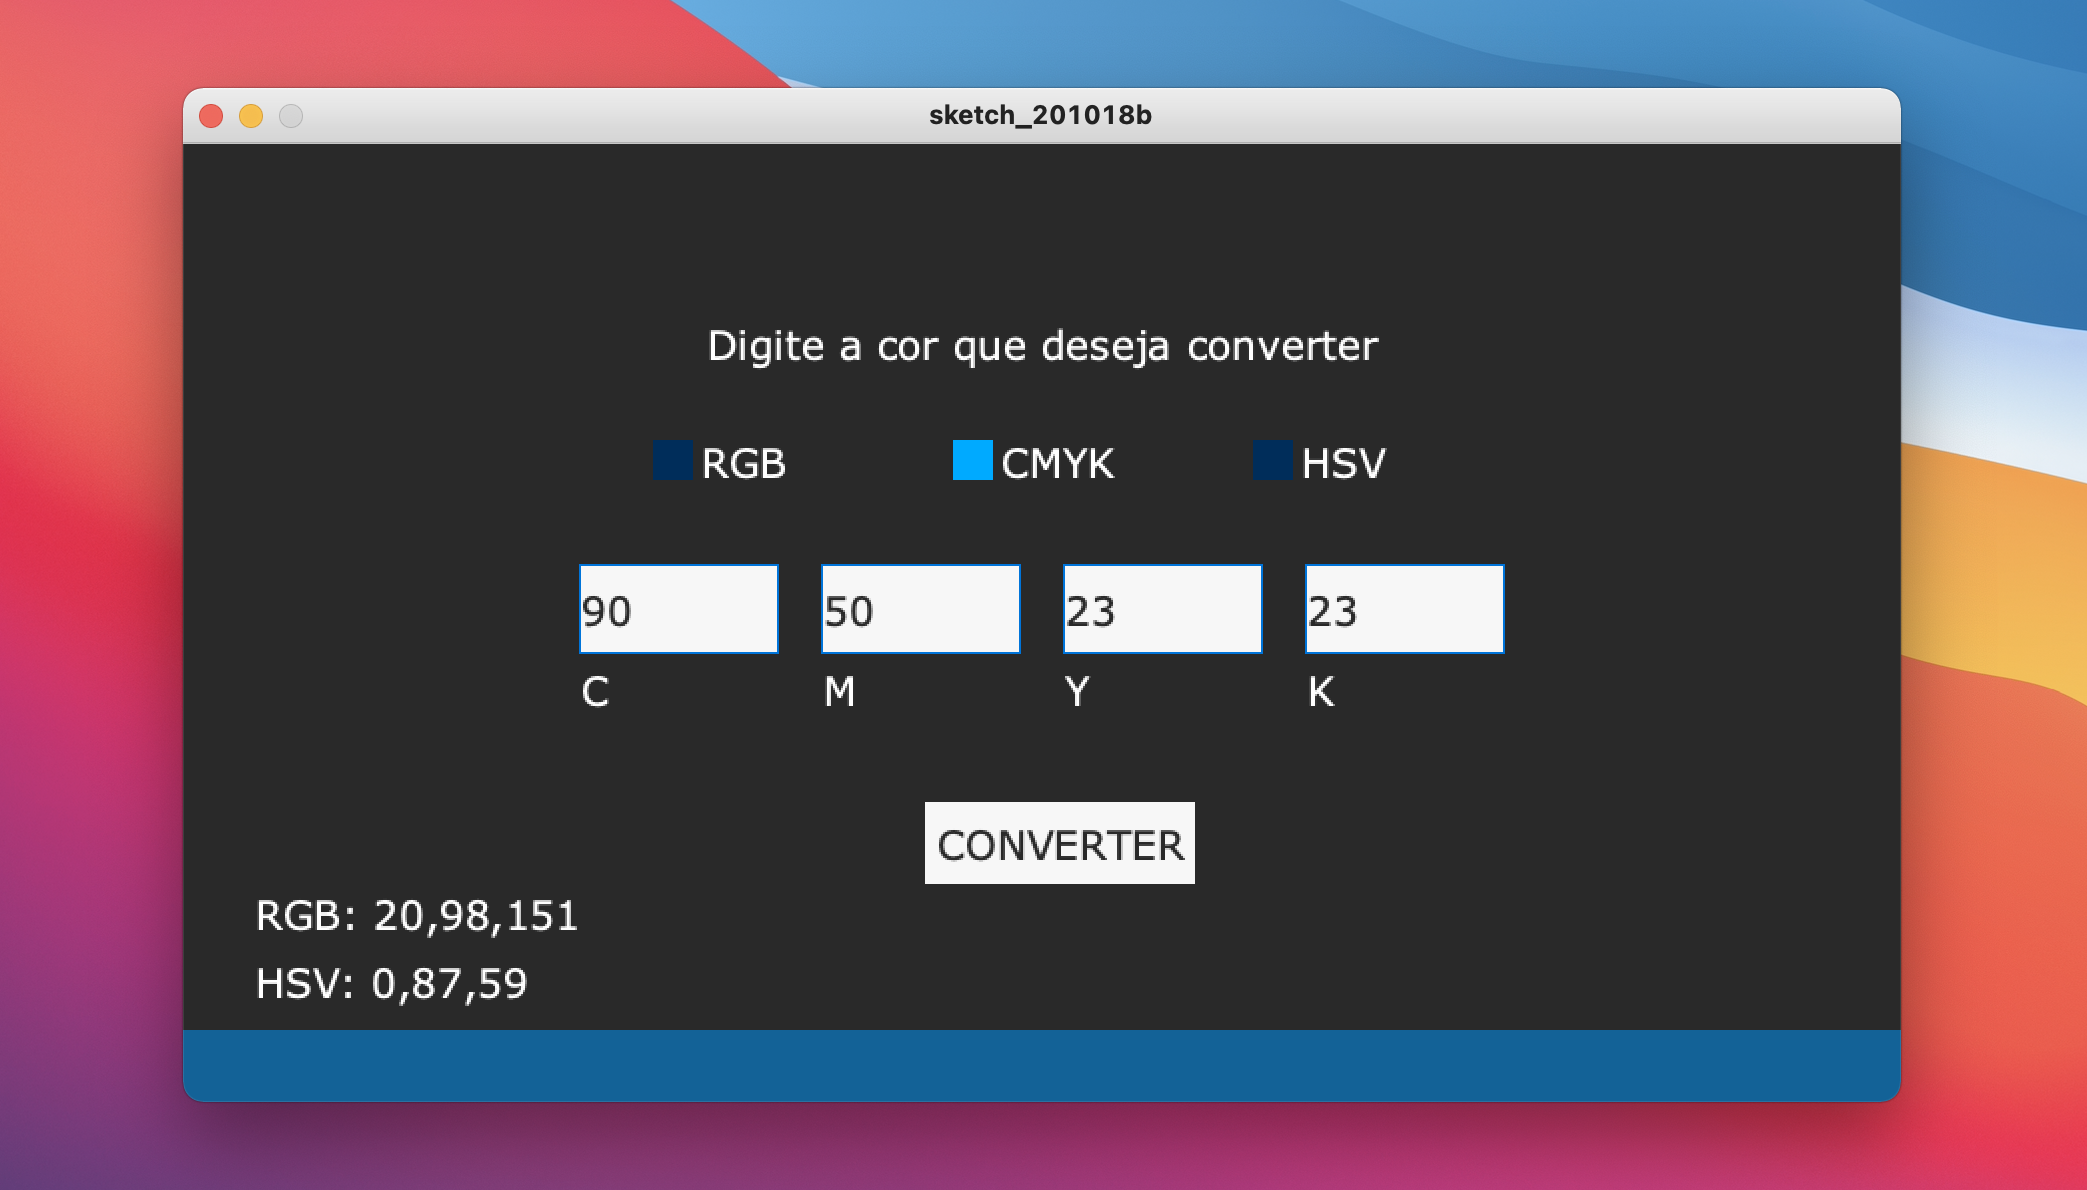 sketch_201018b
Digite a cor que deseja converter
RGB CMYK HSV
90 50 23 23
C M Y K
CONVERTER
RGB: 20,98,151
HSV: 0,87,59